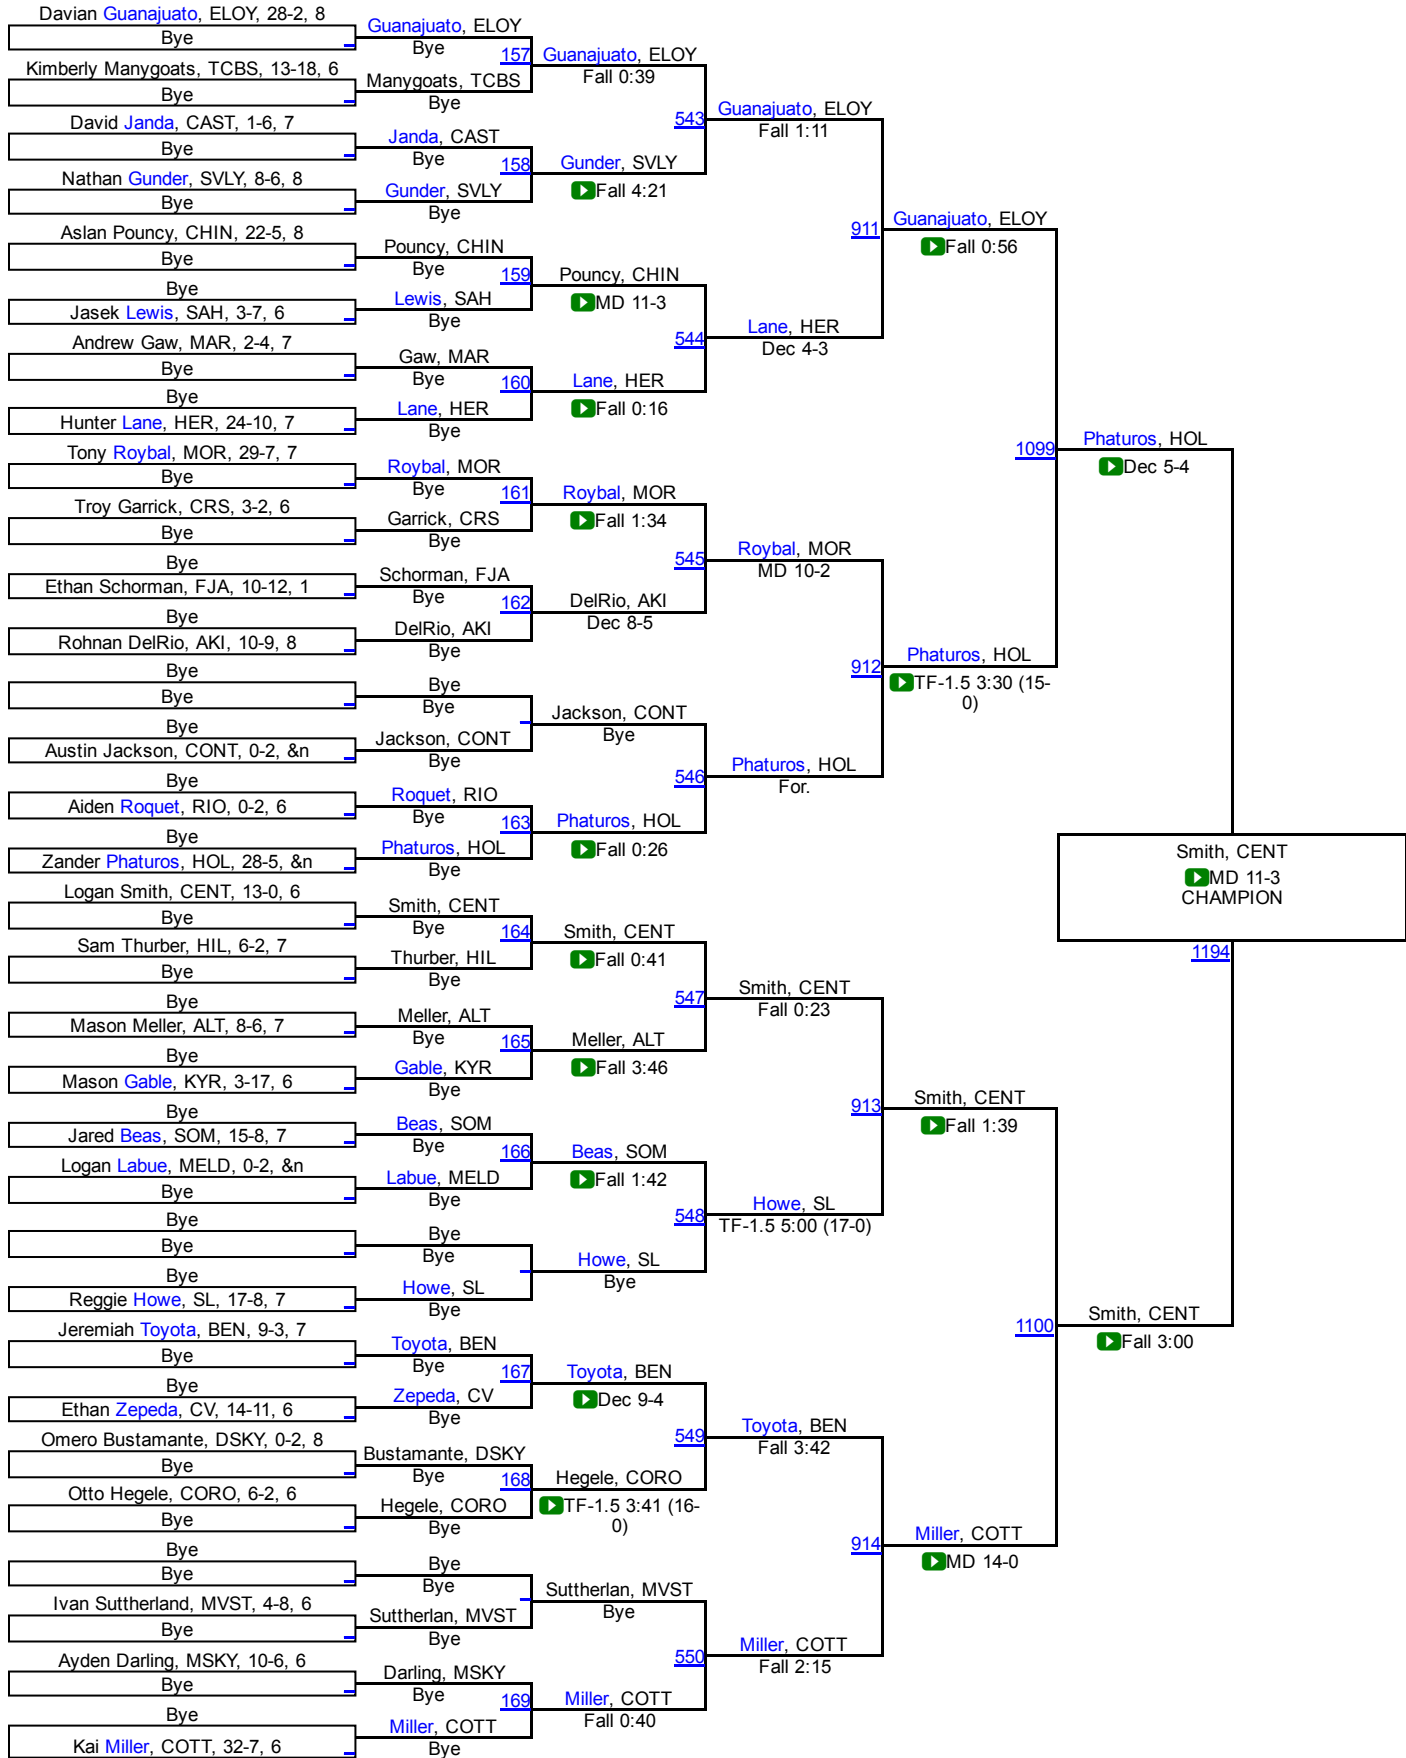 Davian Guanajuato, ELOY, 28-2, 8
Bye
Kimberly Manygoats, TCBS, 13-18, 6
Bye
David Janda, CAST, 1-6, 7
Bye
Nathan Gunder, SVLY, 8-6, 8
Bye
Aslan Pouncy, CHIN, 22-5, 8
Bye
Bye
Jasek Lewis, SAH, 3-7, 6
Andrew Gaw, MAR, 2-4, 7
Bye
Bye
Hunter Lane, HER, 24-10, 7
Tony Roybal, MOR, 29-7, 7
Bye
Troy Garrick, CRS, 3-2, 6
Bye
Bye
Ethan Schorman, FJA, 10-12, 1
Bye
Rohnan DelRio, AKI, 10-9, 8
Bye
Bye
Bye
Austin Jackson, CONT, 0-2, &n
Bye
Aiden Roquet, RIO, 0-2, 6
Bye
Zander Phaturos, HOL, 28-5, &n
Logan Smith, CENT, 13-0, 6
Bye
Sam Thurber, HIL, 6-2, 7
Bye
Bye
Mason Meller, ALT, 8-6, 7
Bye
Mason Gable, KYR, 3-17, 6
Bye
Jared Beas, SOM, 15-8, 7
Logan Labue, MELD, 0-2, &n
Bye
Bye
Bye
Bye
Reggie Howe, SL, 17-8, 7
Jeremiah Toyota, BEN, 9-3, 7
Bye
Bye
Ethan Zepeda, CV, 14-11, 6
Omero Bustamante, DSKY, 0-2, 8
Bye
Otto Hegele, CORO, 6-2, 6
Bye
Bye
Bye
Ivan Suttherland, MVST, 4-8, 6
Bye
Ayden Darling, MSKY, 10-6, 6
Bye
Bye
Kai Miller, COTT, 32-7, 6
Guanajuato, ELOY
Bye
157
Manygoats, TCBS
Bye
Janda, CAST
Bye
158
Gunder, SVLY
Bye
Pouncy, CHIN
Bye
159
Lewis, SAH
Bye
Gaw, MAR
Bye
160
Lane, HER
Bye
Roybal, MOR
Bye
161
Garrick, CRS
Bye
Schorman, FJA
Bye
162
DelRio, AKI
Bye
Bye
Bye
Jackson, CONT
Bye
Roquet, RIO
Bye
163
Phaturos, HOL
Bye
Smith, CENT
Bye
164
Thurber, HIL
Bye
Meller, ALT
Bye
165
Gable, KYR
Bye
Beas, SOM
Bye
166
Labue, MELD
Bye
Bye
Bye
Howe, SL
Bye
Toyota, BEN
Bye
167
Zepeda, CV
Bye
Bustamante, DSKY
Bye
168
Hegele, CORO
Bye
Bye
Bye
Suttherlan, MVST
Bye
Darling, MSKY
Bye
169
Miller, COTT
Bye
Guanajuato, ELOY
Fall 0:39
543
Gunder, SVLY
Fall 4:21
Pouncy, CHIN
MD 11-3
544
Lane, HER
Fall 0:16
Roybal, MOR
Fall 1:34
545
DelRio, AKI
Dec 8-5
Jackson, CONT
Bye
546
Phaturos, HOL
Fall 0:26
Smith, CENT
Fall 0:41
547
Meller, ALT
Fall 3:46
Beas, SOM
Fall 1:42
548
Howe, SL
Bye
Toyota, BEN
Dec 9-4
549
Hegele, CORO
TF-1.5 3:41 (16-
0)
Suttherlan, MVST
Bye
550
Miller, COTT
Fall 0:40
Guanajuato, ELOY
Fall 1:11
911
Lane, HER
Dec 4-3
Roybal, MOR
MD 10-2
912
Phaturos, HOL
For.
Smith, CENT
Fall 0:23
913
Howe, SL
TF-1.5 5:00 (17-0)
Toyota, BEN
Fall 3:42
914
Miller, COTT
Fall 2:15
Guanajuato, ELOY
Fall 0:56
1099
Phaturos, HOL
TF-1.5 3:30 (15-
0)
Smith, CENT
Fall 1:39
1100
Miller, COTT
MD 14-0
Phaturos, HOL
Dec 5-4
Smith, CENT
MD 11-3
CHAMPION
1194
Smith, CENT
Fall 3:00